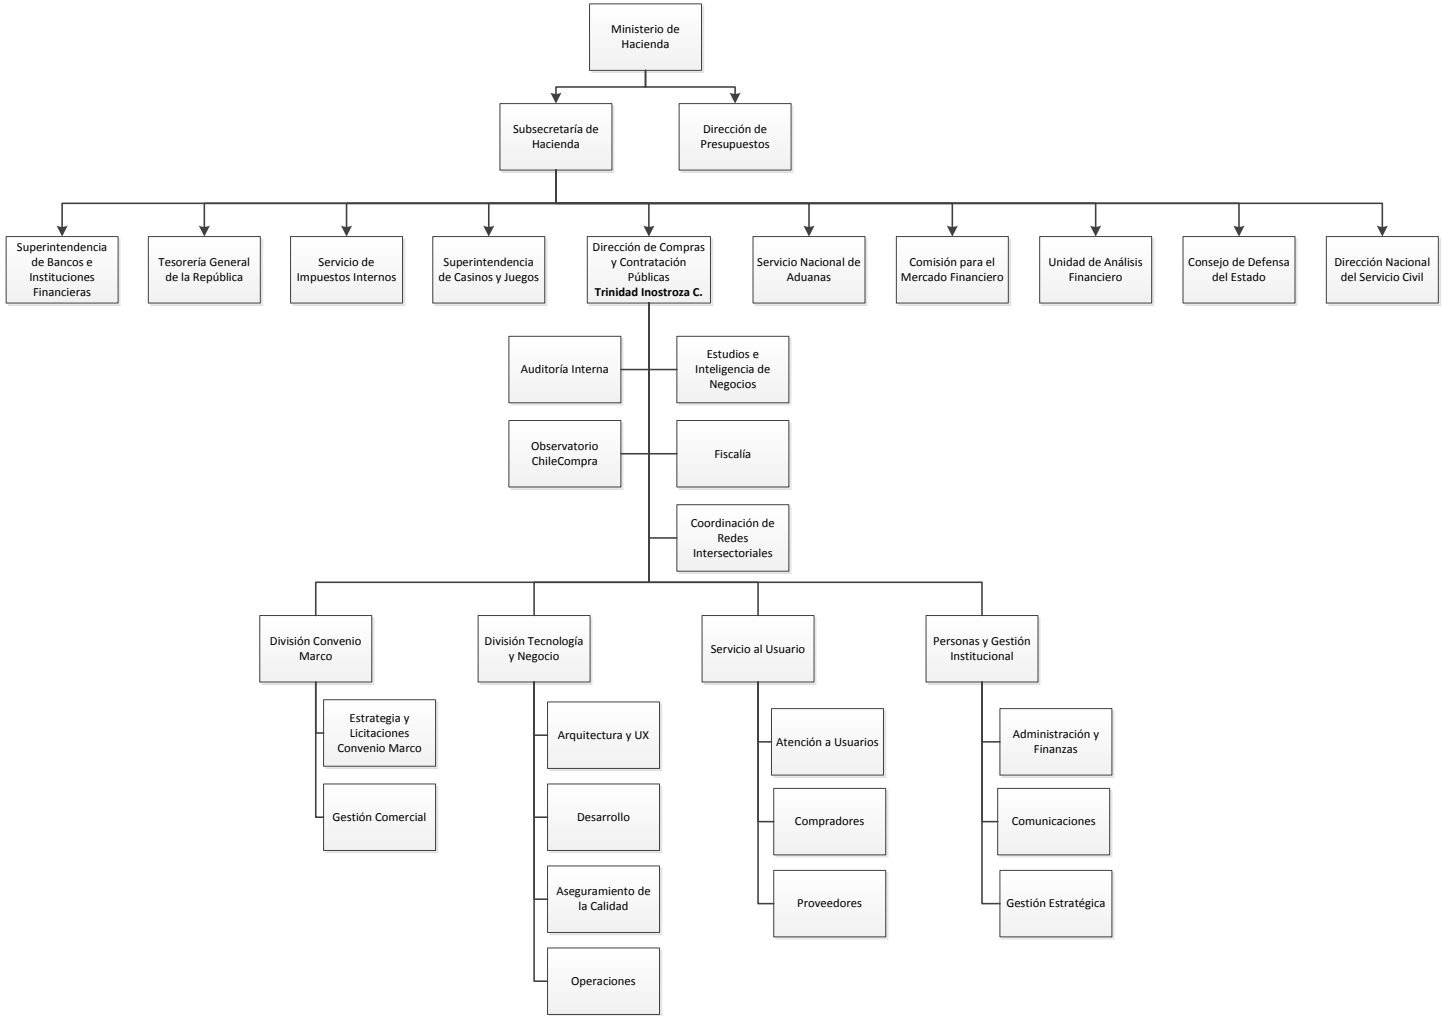 Ministerio de
Hacienda
Subsecretaría de
Hacienda
Dirección de
Presupuestos
Superintendencia
de Bancos e
Instituciones
Financieras
Tesorería General
de la República
Servicio de
Impuestos Internos
Superintendencia
de Casinos y Juegos
Dirección de Compras
y Contratación
Públicas
Trinidad Inostroza C.
Servicio Nacional de
Aduanas
Comisión para el
Mercado Financiero
Unidad de Análisis
Financiero
Consejo de Defensa
del Estado
Dirección Nacional
del Servicio Civil
Auditoría Interna
Estudios e
Inteligencia de
Negocios
Observatorio
ChileCompra
Fiscalía
Coordinación de
Redes
Intersectoriales
División Convenio
Marco
División Tecnología
y Negocio
Servicio al Usuario
Personas y Gestión
Institucional
Estrategia y
Licitaciones
Convenio Marco
Gestión Comercial
Arquitectura y UX
Desarrollo
Aseguramiento de
la Calidad
Operaciones
Atención a Usuarios
Compradores
Proveedores
Administración y
Finanzas
Comunicaciones
Gestión Estratégica